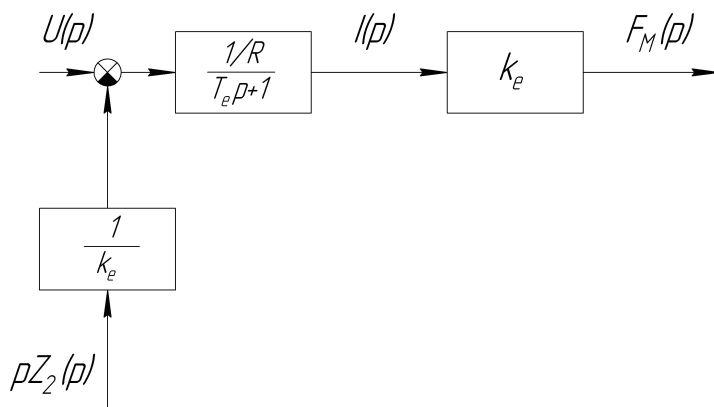 U(p)
1/R
T_e p+1
I(p)
k_e
F_M(p)
1
k_e
pZ_2(p)